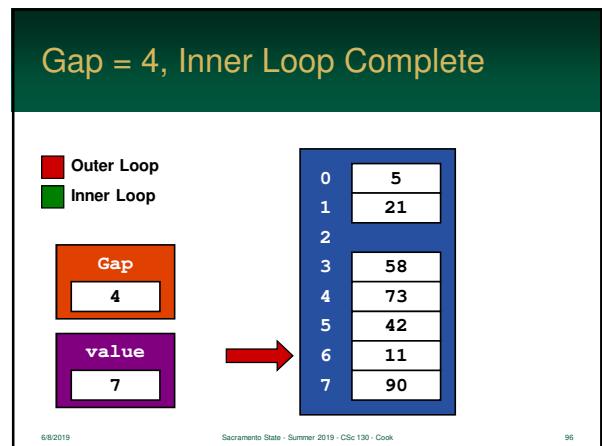 Gap = 4, Inner Loop Complete
Outer Loop
Inner Loop
Gap
4
value
7
0 5
1 21
2
3 58
4 73
5 42
6 11
7 90
6/8/2019 Sacramento State - Summer 2019 - CSc 130 - Cook 96